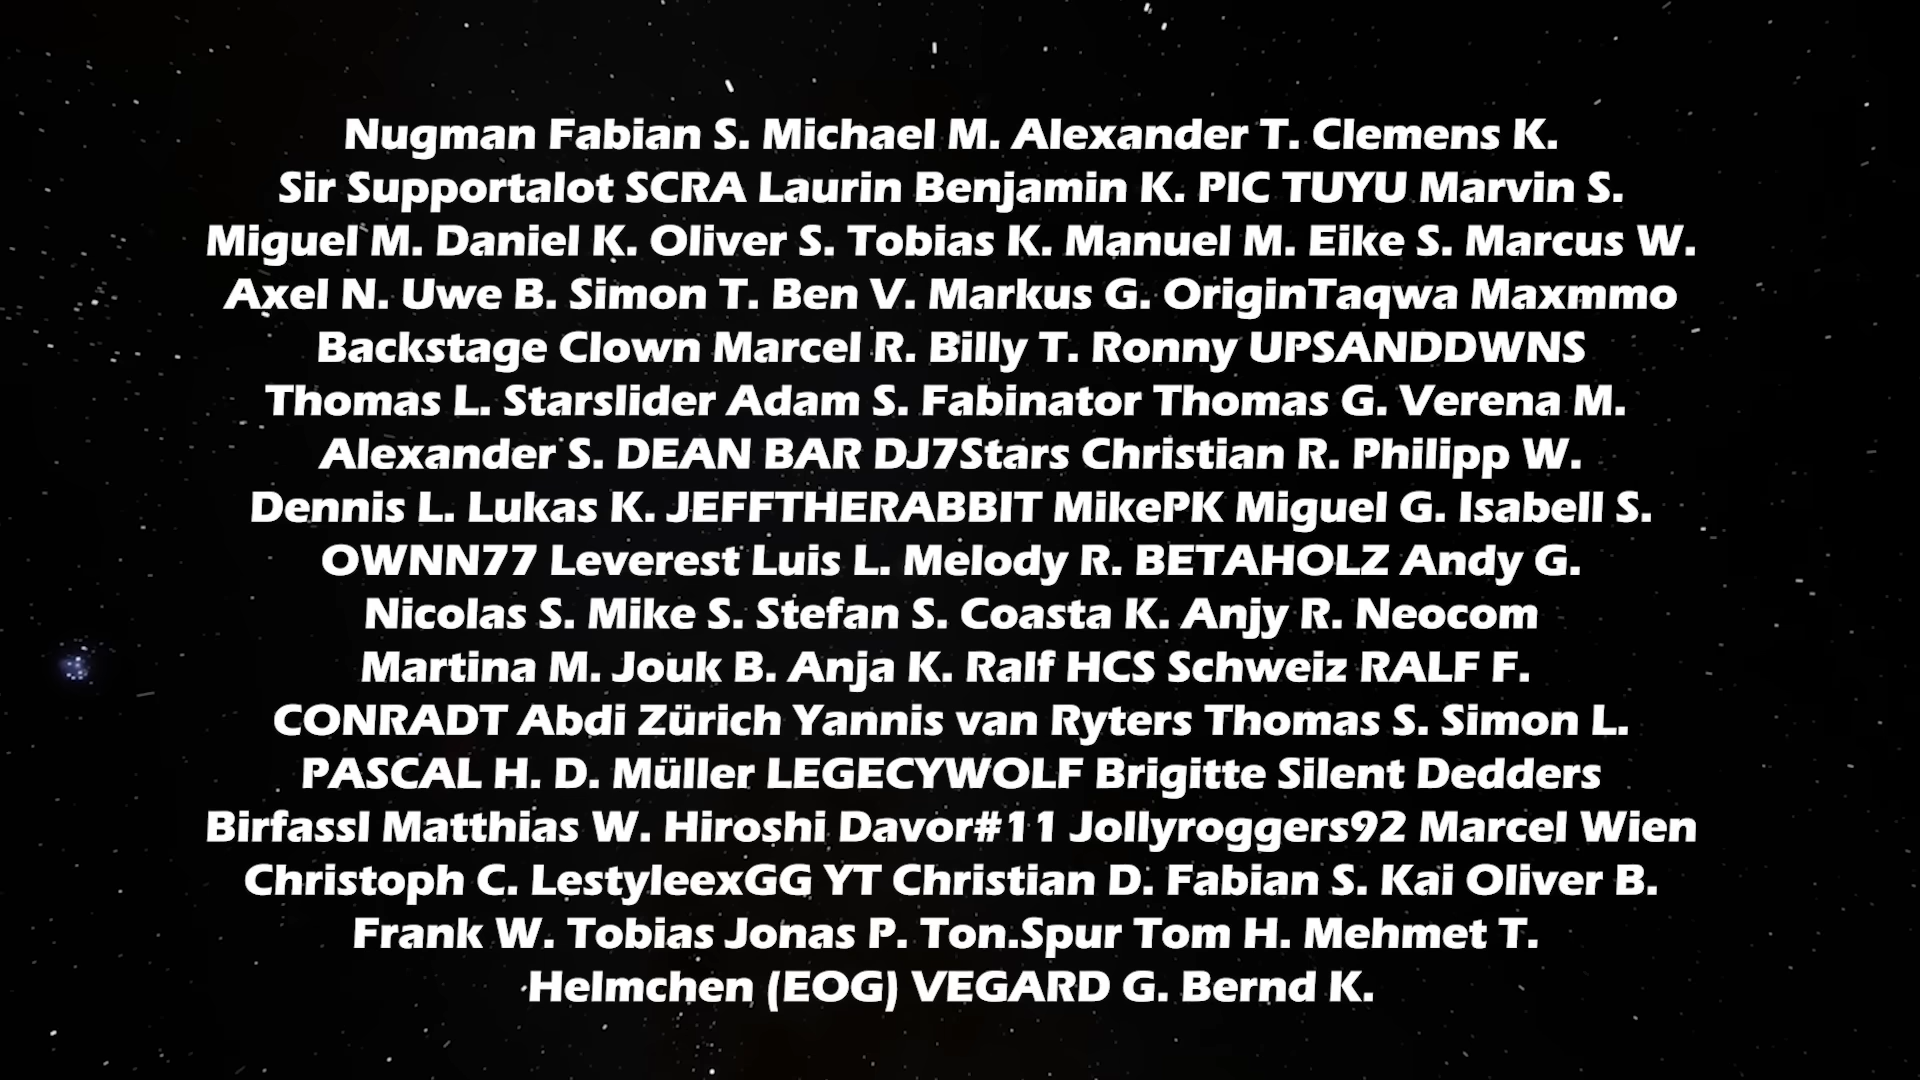 Nugman Fabian S. Michael M. Alexander T. Clemens K.
Sir Supportalot SCRA Laurin Benjamin K. PIC TUYU Marvin S.
Miguel M. Daniel K. Oliver S. Tobias K. Manuel M. Eike S. Marcus W.
Axel N. Uwe B. Simon T. Ben V. Markus G. OriginTaqwa Maxmmo
Backstage Clown Marcel R. Billy T. Ronny UPSANDDWNS
Thomas L. Starslider Adam S. Fabinator Thomas G. Verena M.
Alexander S. DEAN BAR DJ7Stars Christian R. Philipp W.
Dennis L. Lukas K. JEFFTHERABBIT MikePK Miguel G. Isabell S.
OWNN77 Leverest Luis L. Melody R. BETAHOLZ Andy G.
Nicolas S. Mike S. Stefan S. Coasta K. Anjy R. Neocom
Martina M. Jouk B. Anja K. Ralf HCS Schweiz RALF F.
CONRADT Abdi Zürich Yannis van Ryters Thomas S. Simon L.
PASCAL H. D. Müller LEGECYWOLF Brigitte Silent Dedders
Birfassl Matthias W. Hiroshi Davor#11 Jollyroggers92 Marcel Wien
Christoph C. LestyleexGG YT Christian D. Fabian S. Kai Oliver B.
Frank W. Tobias Jonas P. Ton.Spur Tom H. Mehmet T.
Helmchen (EOG) VEGARD G. Bernd K.